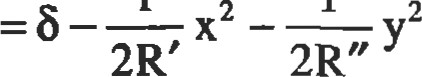 = δ − 1/2R′ x² − 1/2R″ y²